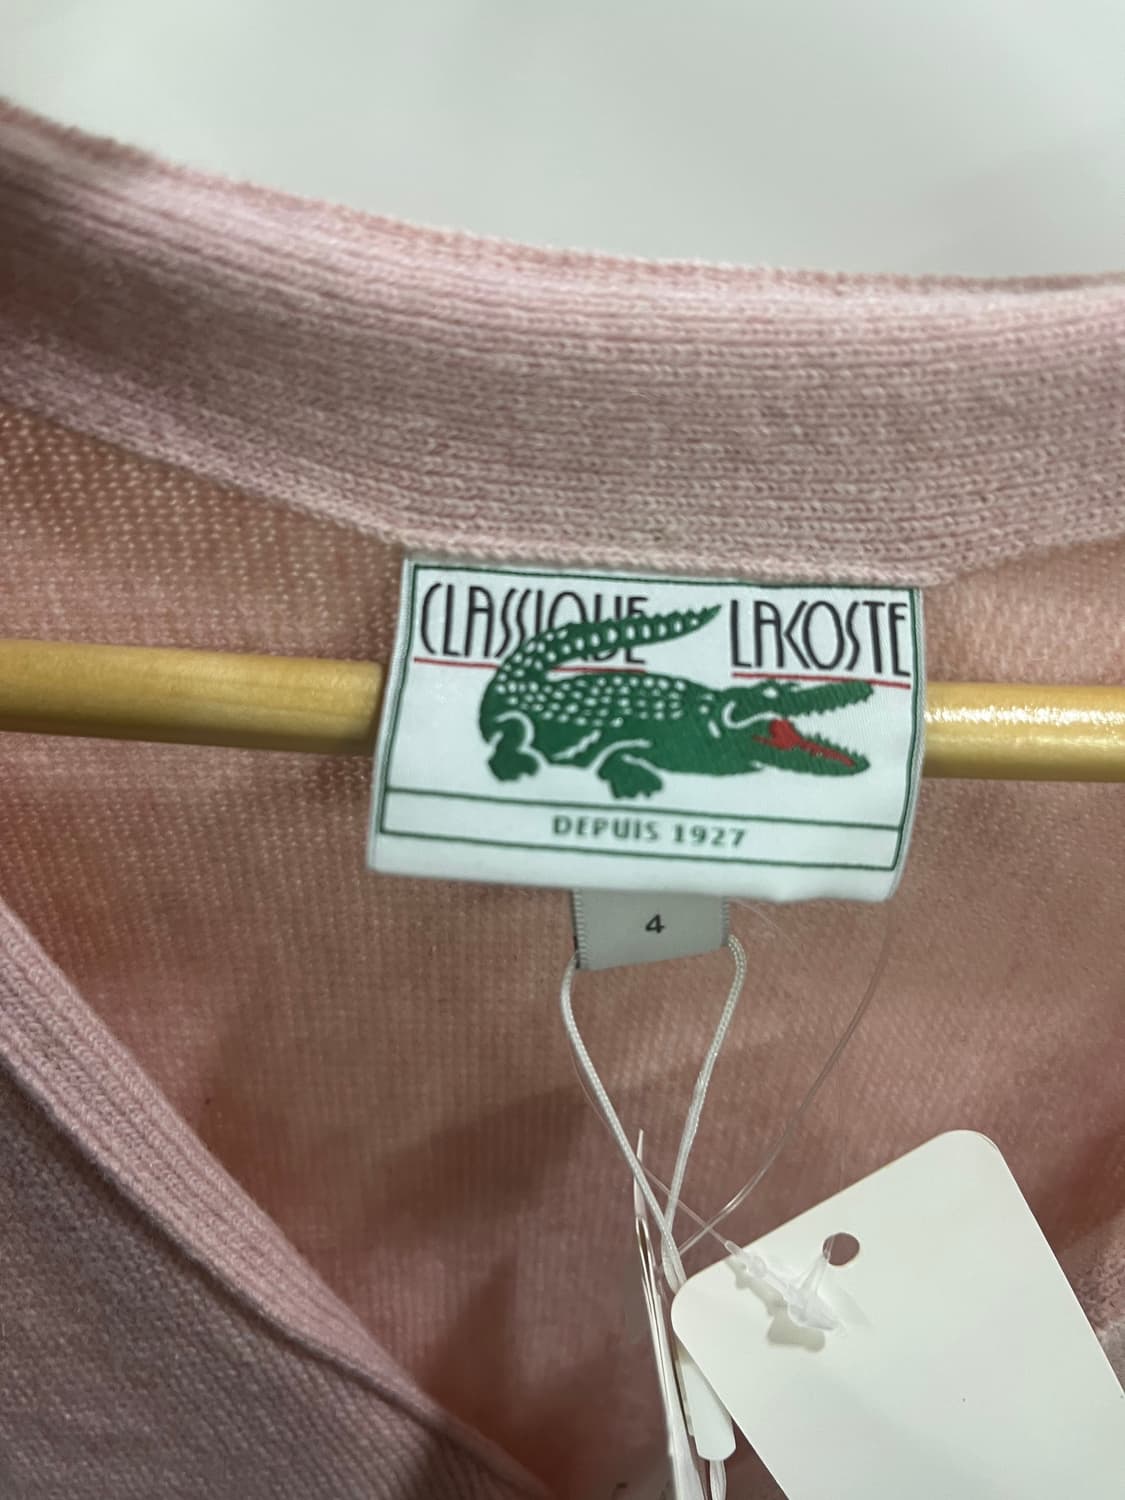 CLASSIQUE LACOSTE
DEPUIS 1927
4